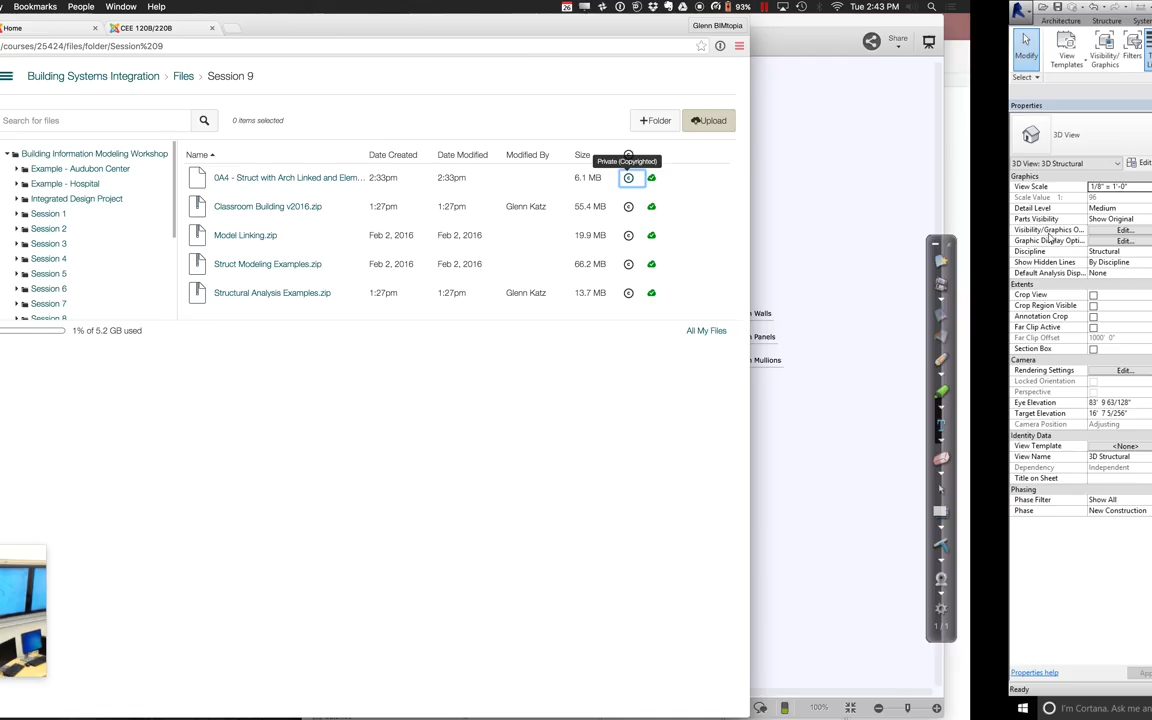 Bookmarks People Window Help
26
93%
Tue 2:43 PM
Home
CEE 120B/220B
Glenn BIMtopia
/courses/25424/files/folder/Session%209
Building Systems Integration > Files > Session 9
Search for files
0 items selected
+Folder
Upload
Building Information Modeling Workshop
Example - Audubon Center
Example - Hospital
Integrated Design Project
Session 1
Session 2
Session 3
Session 4
Session 5
Session 6
Session 7
Session 8
Name Date Created Date Modified Modified By Size
Private (Copyrighted)
0A4 - Struct with Arch Linked and Elem... 2:33pm 2:33pm 6.1 MB
Classroom Building v2016.zip 1:27pm 1:27pm Glenn Katz 55.4 MB
Model Linking.zip Feb 2, 2016 Feb 2, 2016 19.9 MB
Struct Modeling Examples.zip Feb 2, 2016 Feb 2, 2016 66.2 MB
Structural Analysis Examples.zip 1:27pm 1:27pm Glenn Katz 13.7 MB
1% of 5.2 GB used
All My Files
Share
Walls
Panels
Mullions
1 / 1
100%
Architecture Structure
Modify
View Templates
Visibility/ Graphics
Filters
Select
Properties
3D View
3D View: 3D Structural
Edit
Graphics
View Scale 1/8" = 1'-0"
Scale Value 1: 96
Detail Level Medium
Parts Visibility Show Original
Visibility/Graphics O... Edit...
Graphic Display Opti... Edit...
Discipline Structural
Show Hidden Lines By Discipline
Default Analysis Disp... None
Extents
Crop View
Crop Region Visible
Annotation Crop
Far Clip Active
Far Clip Offset 1000' 0"
Section Box
Camera
Rendering Settings Edit...
Locked Orientation
Perspective
Eye Elevation 83' 9 63/128"
Target Elevation 16' 7 5/256"
Camera Position Adjusting
Identity Data
View Template <None>
View Name 3D Structural
Dependency Independent
Title on Sheet
Phasing
Phase Filter Show All
Phase New Construction
Properties help
Ready
I'm Cortana. Ask me an